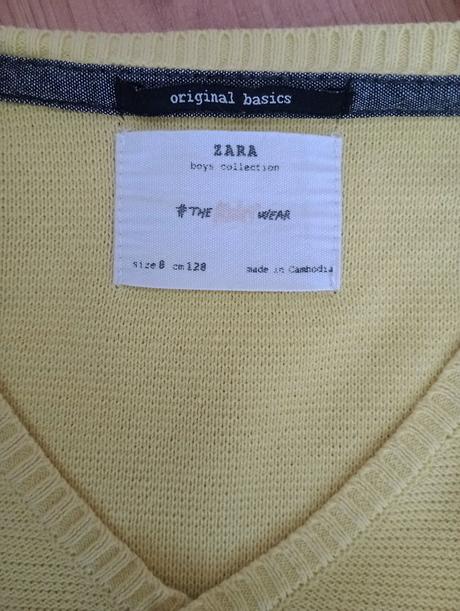 original basics
ZARA
boys collection
#THE WEAR
size 8 cm 128
made in Cambodia